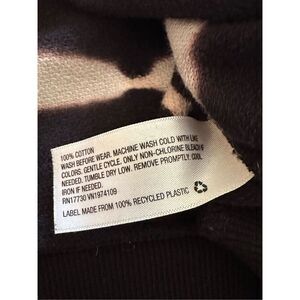 100% COTTON
WASH BEFORE WEAR. MACHINE WASH COLD WITH LIKE
COLORS. GENTLE CYCLE. ONLY NON-CHLORINE BLEACH IF
NEEDED. TUMBLE DRY LOW. REMOVE PROMPTLY. COOL
IRON IF NEEDED.
RN17730 VN1974109
LABEL MADE FROM 100% RECYCLED PLASTIC